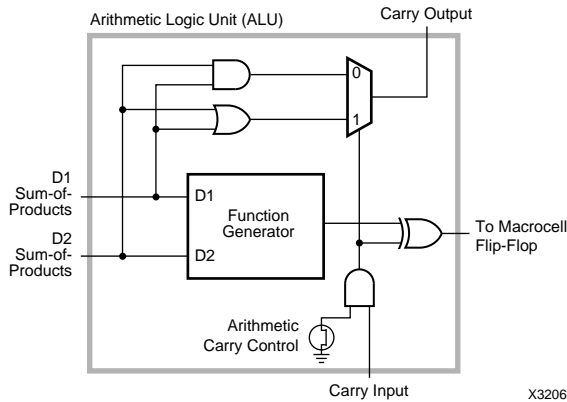 Carry Output
Arithmetic Logic Unit (ALU)
0
1
D1
Sum-of-
Products
D1
Function
Generator
D2
Sum-of-
Products
D2
To Macrocell
Flip-Flop
Arithmetic
Carry Control
Carry Input
X3206